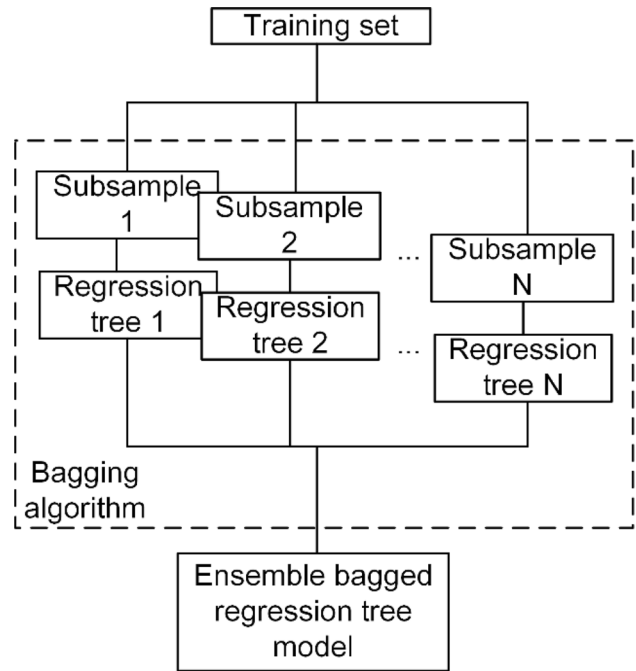 Training set
Subsample
1
Subsample
2
...
Subsample
N
Regression
tree 1
Regression
tree 2
...
Regression
tree N
Bagging
algorithm
Ensemble bagged
regression tree
model